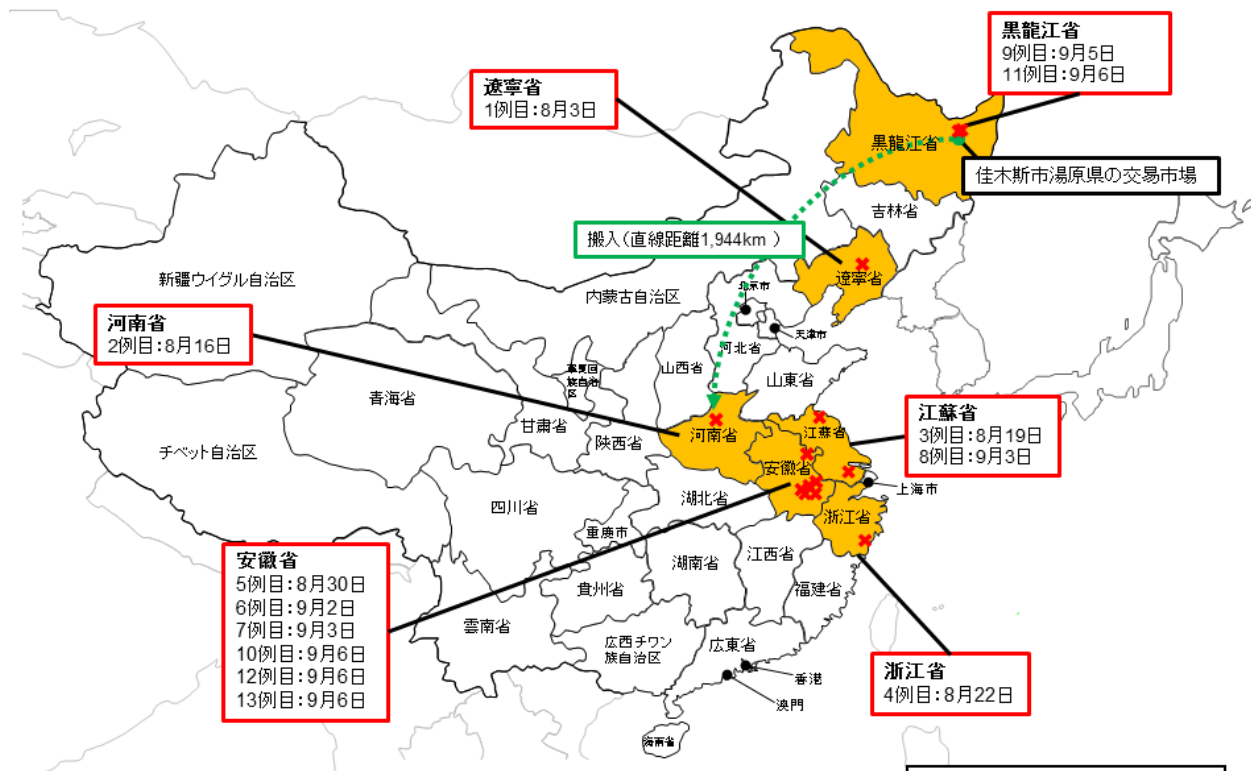 黒龍江省
9例目：9月5日
11例目：9月6日
遼寧省
1例目：8月3日
黒龍江省
佳木斯市湯原県の交易市場
吉林省
搬入（直線距離1,944km ）
新疆ウイグル自治区
内蒙古自治区
北京市
遼寧省
河南省
2例目：8月16日
天津市
河北省
山西省
山東省
寧夏回
族自治
区
青海省
甘粛省
陝西省
河南省
江蘇省
江蘇省
3例目：8月19日
8例目：9月3日
チベット自治区
安徽省
上海市
四川省
湖北省
浙江省
重慶市
安徽省
5例目：8月30日
6例目：9月2日
7例目：9月3日
10例目：9月6日
12例目：9月6日
13例目：9月6日
湖南省
江西省
貴州省
福建省
雲南省
広西チワン
族自治区
広東省
香港
澳門
浙江省
4例目：8月22日
海南省